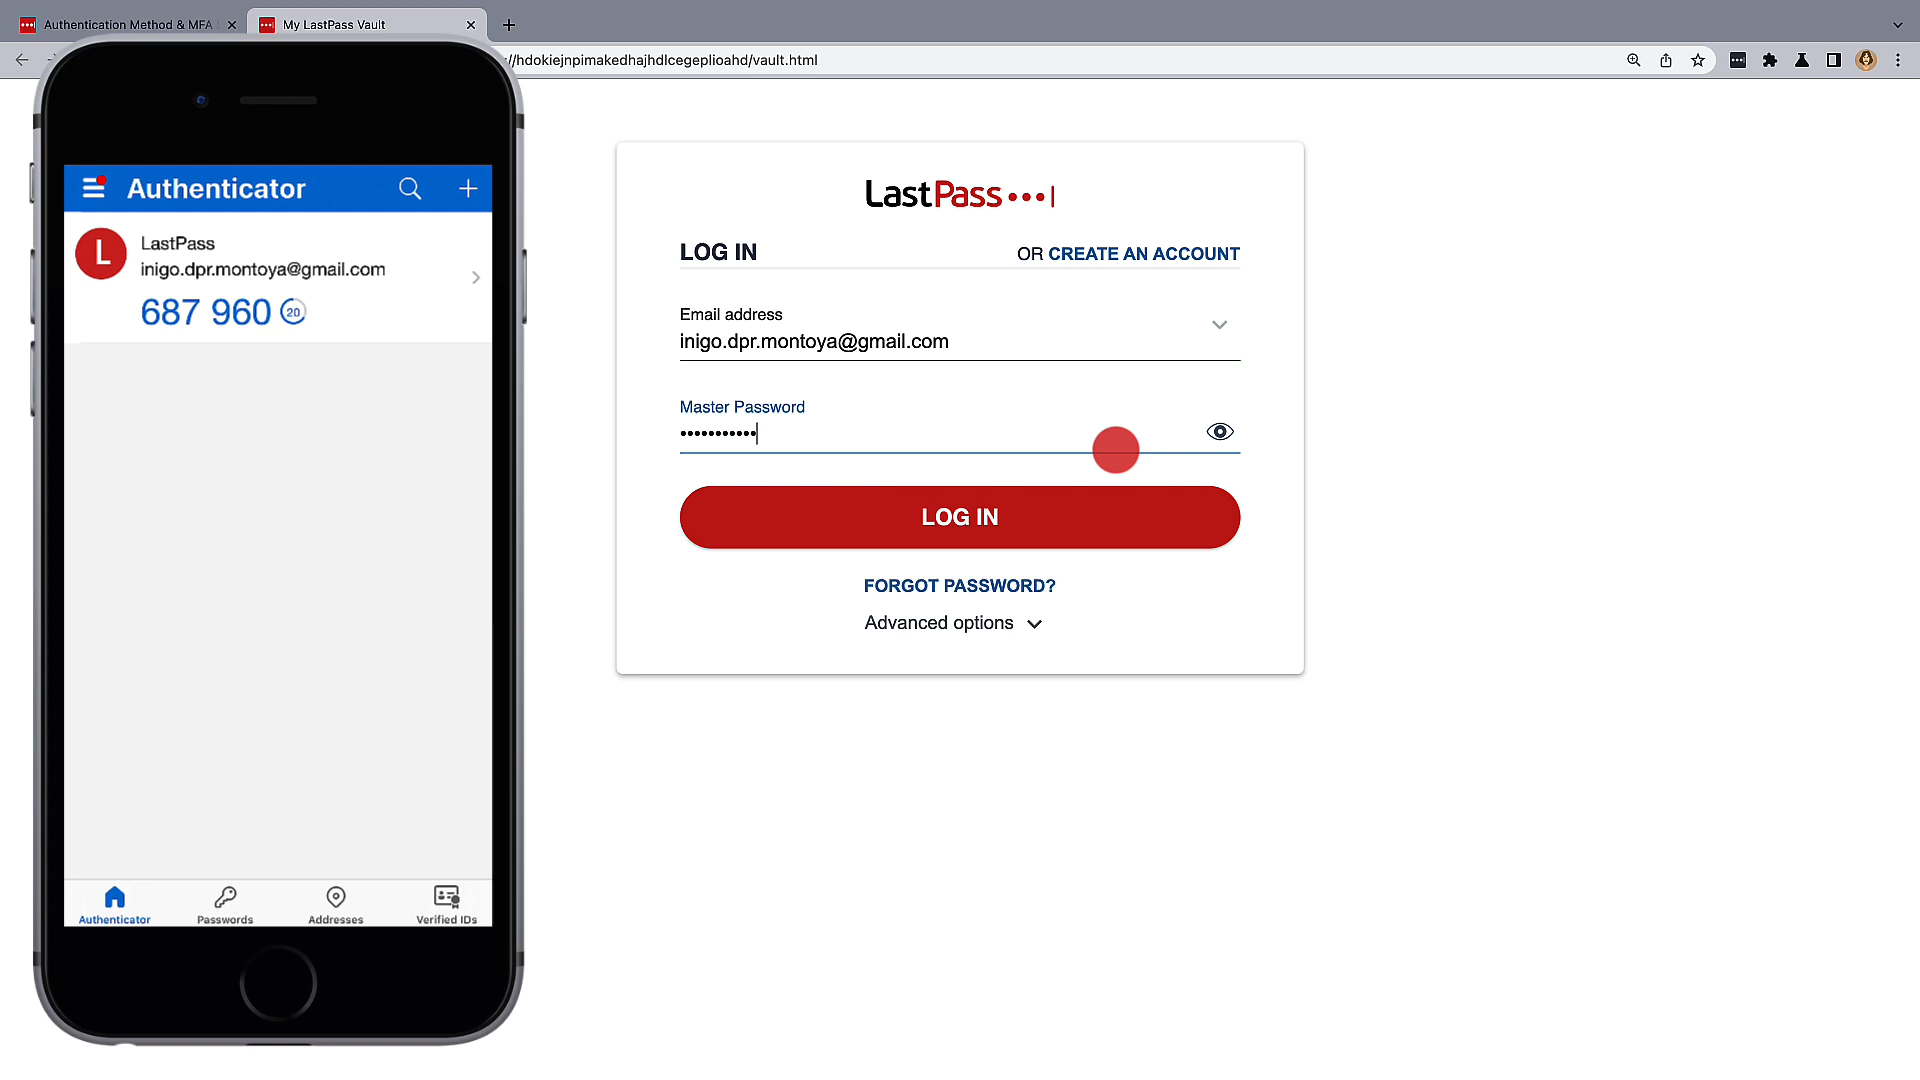 Authentication Method & MFA
My LastPass Vault
//hdokiejnpimakedhajhdlcegeplioahd/vault.html
Authenticator
L
LastPass
inigo.dpr.montoya@gmail.com
687 960
20
Authenticator
Passwords
Addresses
Verified IDs
LastPass
LOG IN
OR CREATE AN ACCOUNT
Email address
inigo.dpr.montoya@gmail.com
Master Password
•••••••••••
LOG IN
FORGOT PASSWORD?
Advanced options